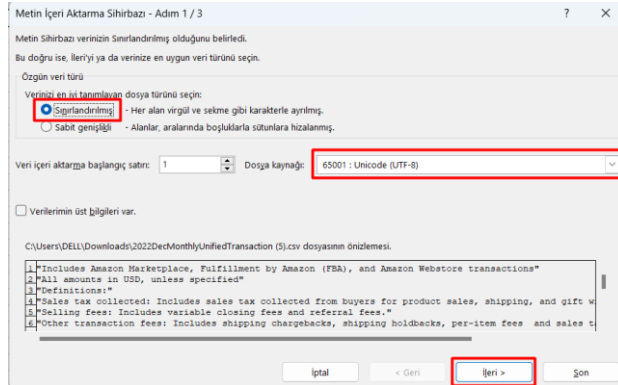 Metin İçeri Aktarma Sihirbazı - Adım 1 / 3
Metin Sihirbazı verinizin Sınırlandırılmış olduğunu belirledi.
Bu doğru ise, İleri'yi ya da verinize en uygun veri türünü seçin.
Özgün veri türü
Verinizi en iyi tanımlayan dosya türünü seçin:
Sınırlandırılmış - Her alan virgül ve sekme gibi karakterle ayrılmış.
Sabit genişlikli - Alanlar, aralarında boşluklarla sütunlara hizalanmış.
Veri içeri aktarma başlangıç satırı: 1 Dosya kaynağı: 65001 : Unicode (UTF-8)
Verilerimin üst bilgileri var.
C:\Users\DELL\Downloads\2022DecMonthlyUnifiedTransaction (5).csv dosyasının önizlemesi.
1 "Includes Amazon Marketplace, Fulfillment by Amazon (FBA), and Amazon Webstore transactions"
2 "All amounts in USD, unless specified"
3 "Definitions:"
4 "Sales tax collected: Includes sales tax collected from buyers for product sales, shipping, and gift w
5 "Selling fees: Includes variable closing fees and referral fees."
6 "Other transaction fees: Includes shipping chargebacks, shipping holdbacks, per-item fees and sales t
İptal < Geri İleri > Son